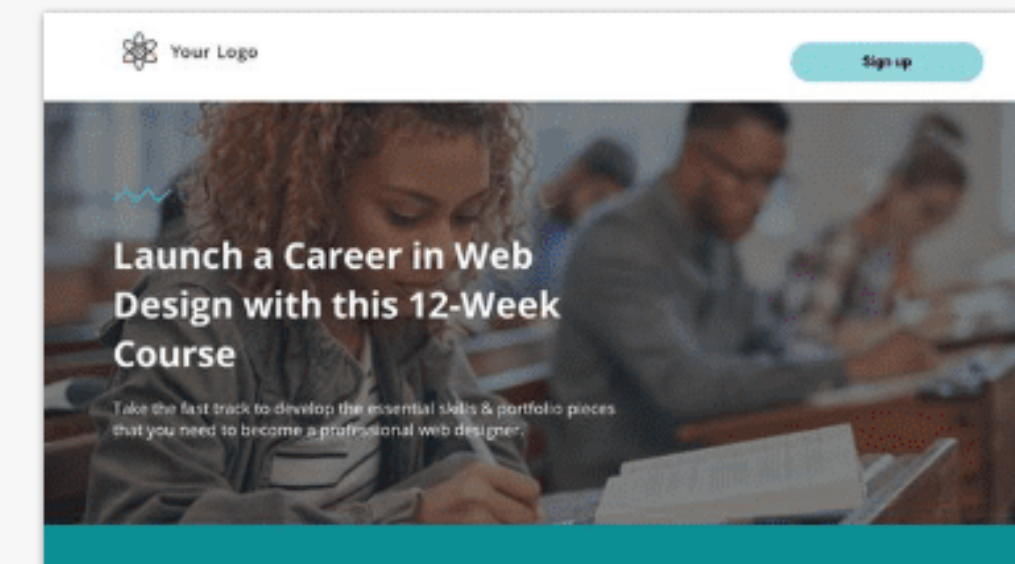 Your Logo
Sign up
Launch a Career in Web
Design with this 12-Week
Course
Take the fast track to develop the essential skills & portfolio pieces
that you need to become a professional web designer.